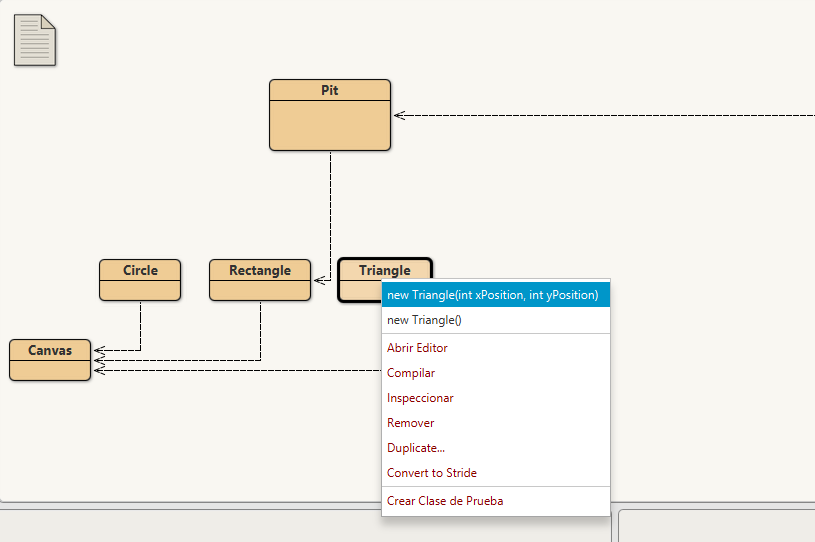 Pit
Circle
Rectangle
Triangle
Canvas
new Triangle(int xPosition, int yPosition)
new Triangle()
Abrir Editor
Compilar
Inspeccionar
Remover
Duplicate...
Convert to Stride
Crear Clase de Prueba